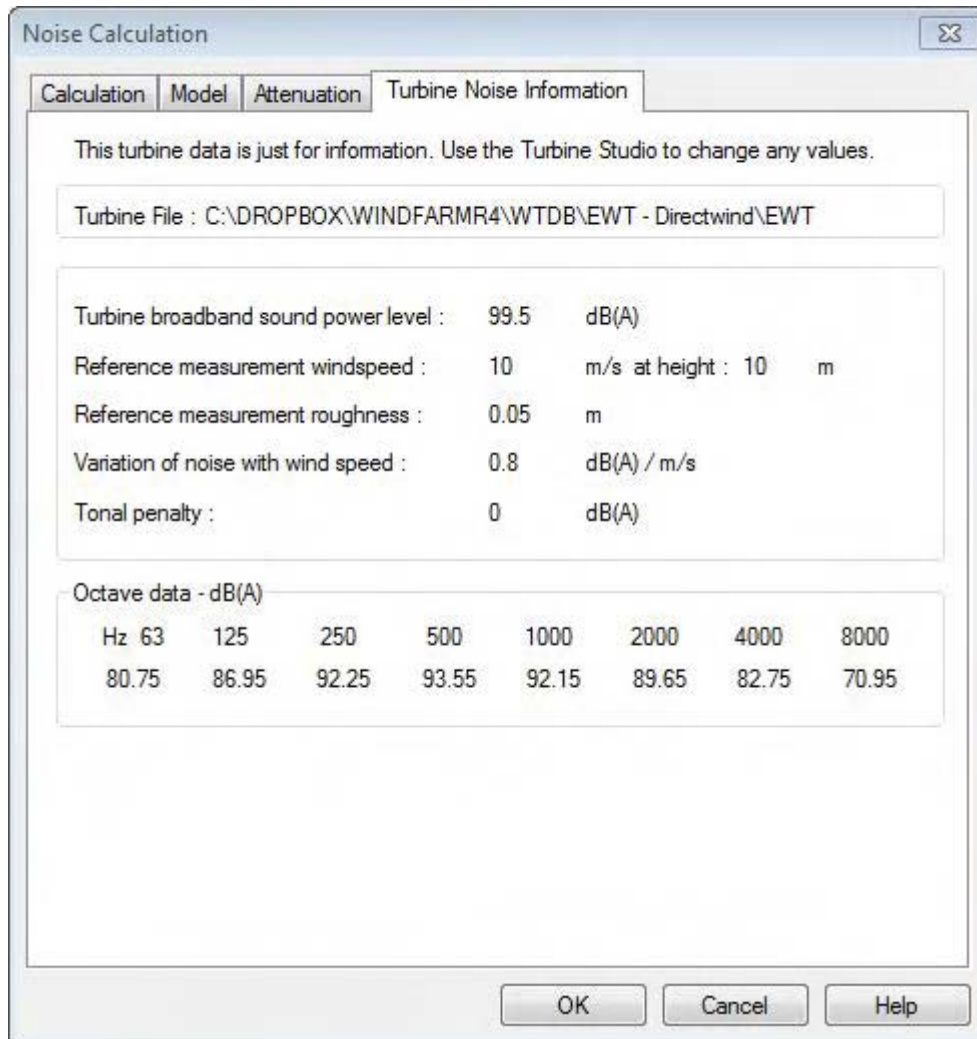 Noise Calculation
Calculation Model Attenuation Turbine Noise Information
This turbine data is just for information. Use the Turbine Studio to change any values.
Turbine File : C:\DROPBOX\WINDFARMR4\WTDB\EWT - Directwind\EWT
Turbine broadband sound power level : 99.5 dB(A)
Reference measurement windspeed : 10 m/s at height : 10 m
Reference measurement roughness : 0.05 m
Variation of noise with wind speed : 0.8 dB(A) / m/s
Tonal penalty : 0 dB(A)
Octave data - dB(A)
Hz 63 125 250 500 1000 2000 4000 8000
80.75 86.95 92.25 93.55 92.15 89.65 82.75 70.95
OK Cancel Help